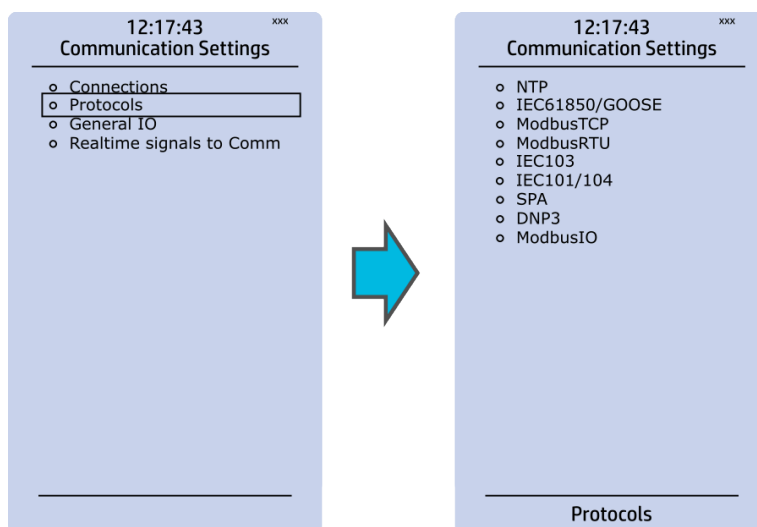 12:17:43 xxx
Communication Settings
Connections
Protocols
General IO
Realtime signals to Comm
12:17:43 xxx
Communication Settings
NTP
IEC61850/GOOSE
ModbusTCP
ModbusRTU
IEC103
IEC101/104
SPA
DNP3
ModbusIO
Protocols